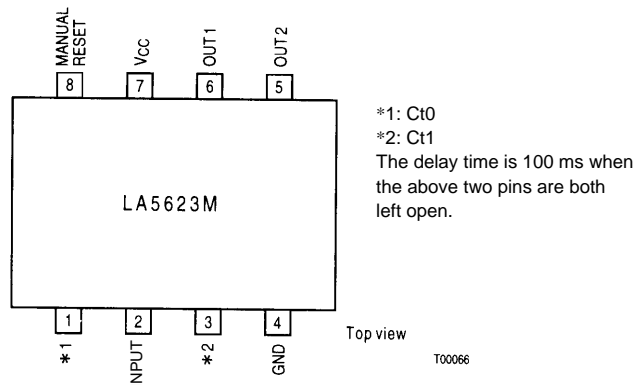 MANUAL
RESET
VCC
OUT1
OUT2
8
7
6
5
LA5623M
1
2
3
4
*1
NPUT
*2
GND
Top view
*1: Ct0
*2: Ct1
The delay time is 100 ms when
the above two pins are both
left open.
T00066